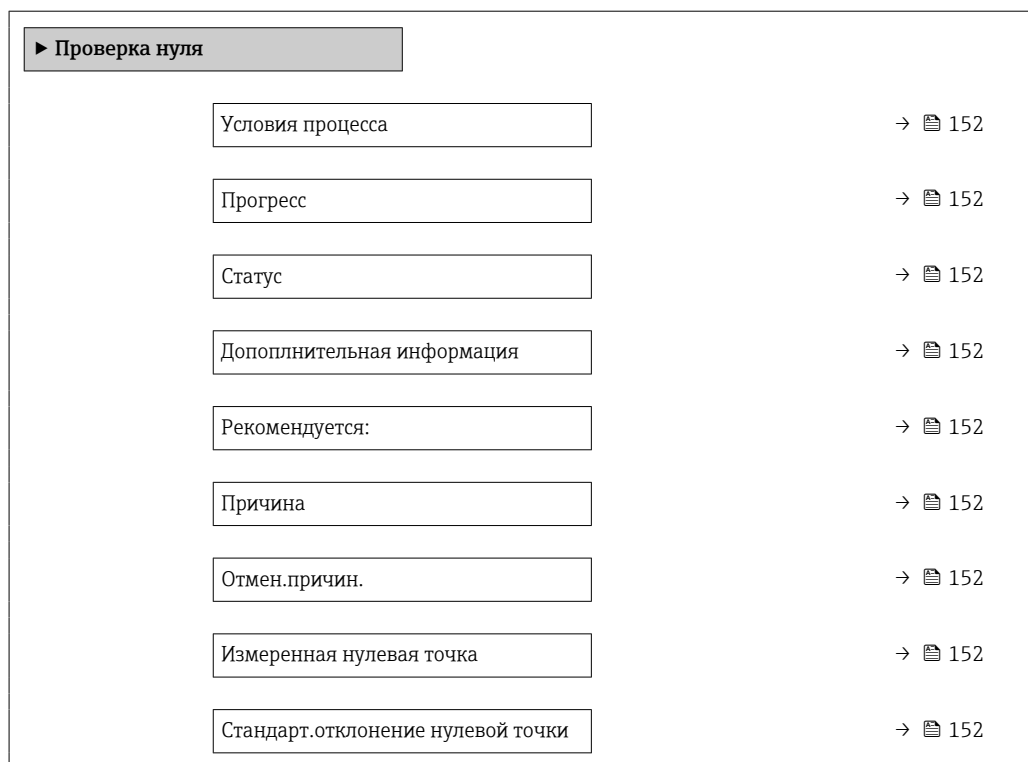 ▶ Проверка нуля
Условия процесса → 152
Прогресс → 152
Статус → 152
Допоплнительная информация → 152
Рекомендуется: → 152
Причина → 152
Отмен.причин. → 152
Измеренная нулевая точка → 152
Стандарт.отклонение нулевой точки → 152